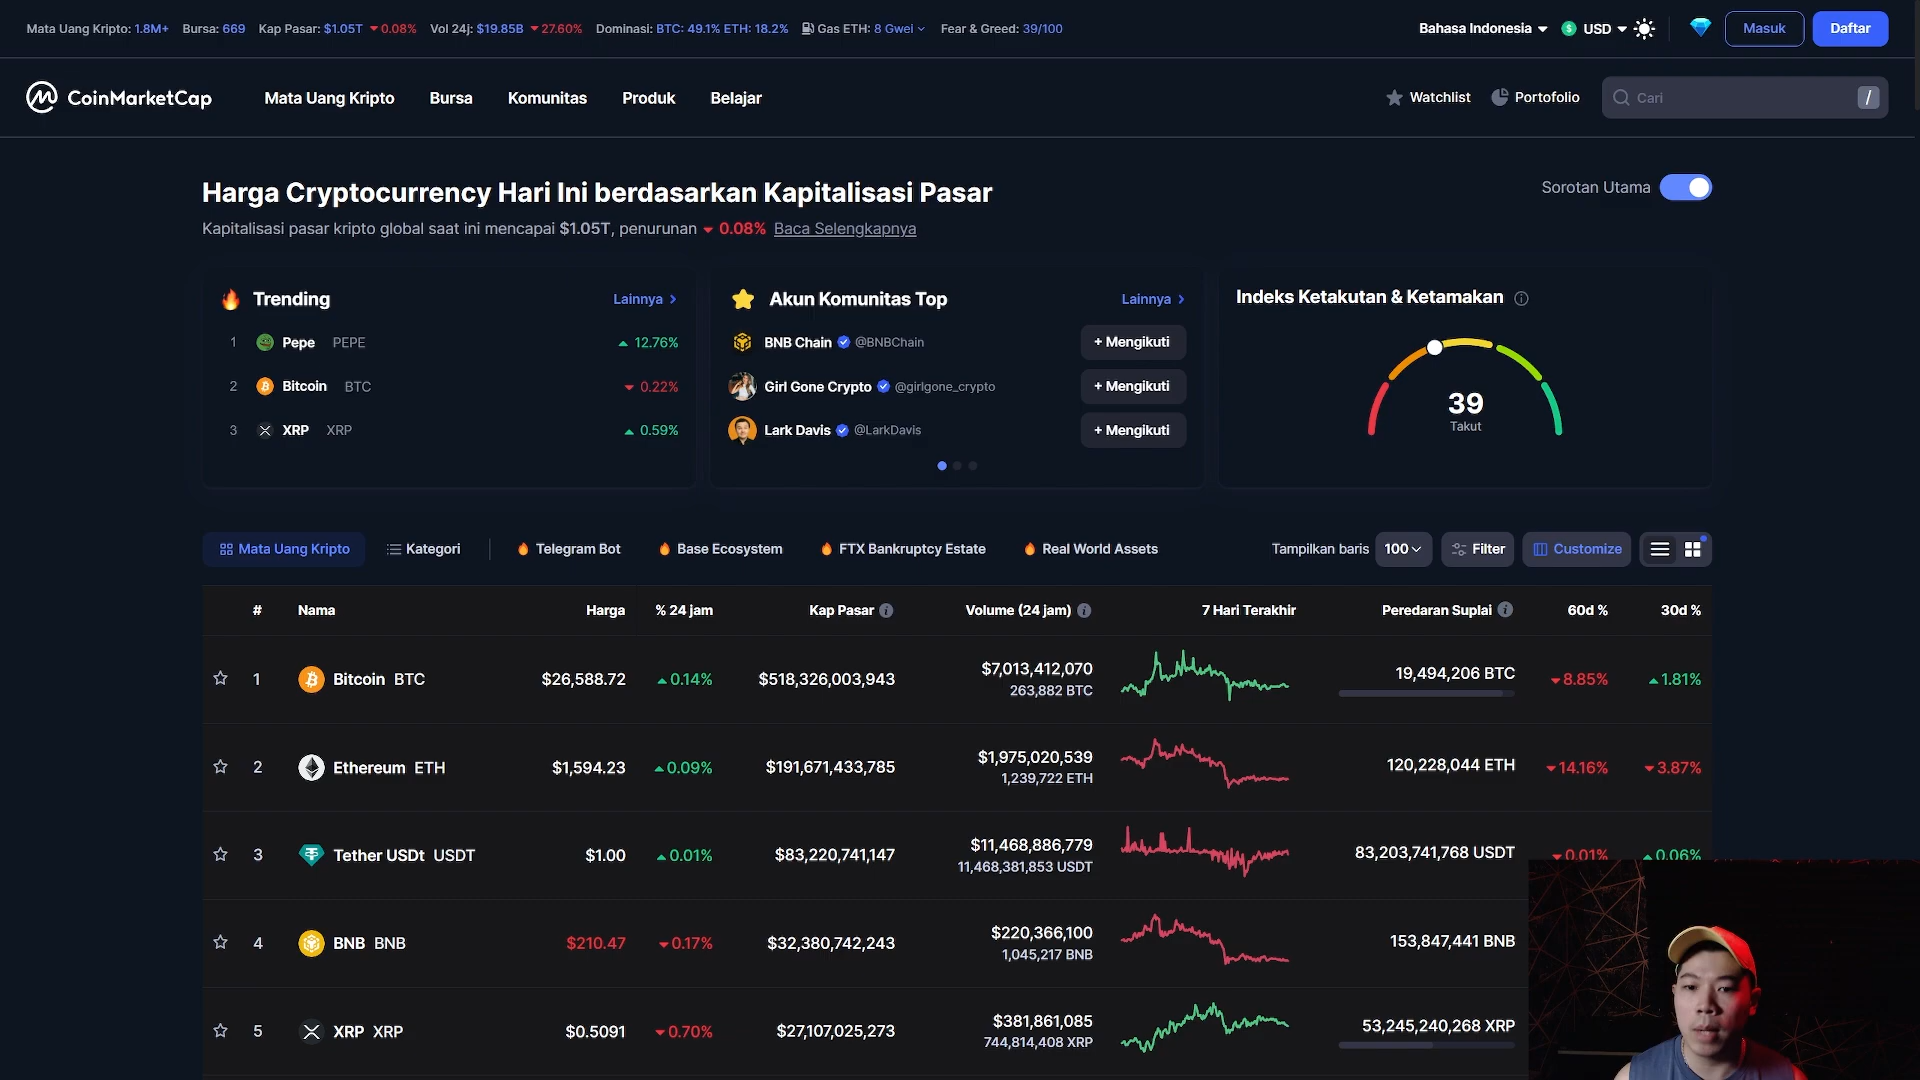 Mata Uang Kripto: 1.8M+ Bursa: 669 Kap Pasar: $1.05T 0.08% Vol 24j: $19.85B 27.60% Dominasi: BTC: 49.1% ETH: 18.2% Gas ETH: 8 Gwei Fear & Greed: 39/100 Bahasa Indonesia $ USD Masuk Daftar
CoinMarketCap Mata Uang Kripto Bursa Komunitas Produk Belajar Watchlist Portofolio Cari /
Harga Cryptocurrency Hari Ini berdasarkan Kapitalisasi Pasar Sorotan Utama
Kapitalisasi pasar kripto global saat ini mencapai $1.05T, penurunan 0.08% Baca Selengkapnya
Trending Lainnya
1 Pepe PEPE 12.76%
2 Bitcoin BTC 0.22%
3 XRP XRP 0.59%
Akun Komunitas Top Lainnya
BNB Chain @BNBChain + Mengikuti
Girl Gone Crypto @girlgone_crypto + Mengikuti
Lark Davis @LarkDavis + Mengikuti
Indeks Ketakutan & Ketamakan
39
Takut
Mata Uang Kripto Kategori Telegram Bot Base Ecosystem FTX Bankruptcy Estate Real World Assets Tampilkan baris 100 Filter Customize
# Nama Harga % 24 jam Kap Pasar Volume (24 jam) 7 Hari Terakhir Peredaran Suplai 60d % 30d %
1 Bitcoin BTC $26,588.72 0.14% $518,326,003,943 $7,013,412,070 19,494,206 BTC 8.85% 1.81%
263,882 BTC
2 Ethereum ETH $1,594.23 0.09% $191,671,433,785 $1,975,020,539 120,228,044 ETH 14.16% 3.87%
1,239,722 ETH
3 Tether USDt USDT $1.00 0.01% $83,220,741,147 $11,468,886,779 83,203,741,768 USDT 0.01% 0.06%
11,468,381,853 USDT
4 BNB BNB $210.47 0.17% $32,380,742,243 $220,366,100 153,847,441 BNB
1,045,217 BNB
5 XRP XRP $0.5091 0.70% $27,107,025,273 $381,861,085 53,245,240,268 XRP
744,814,408 XRP